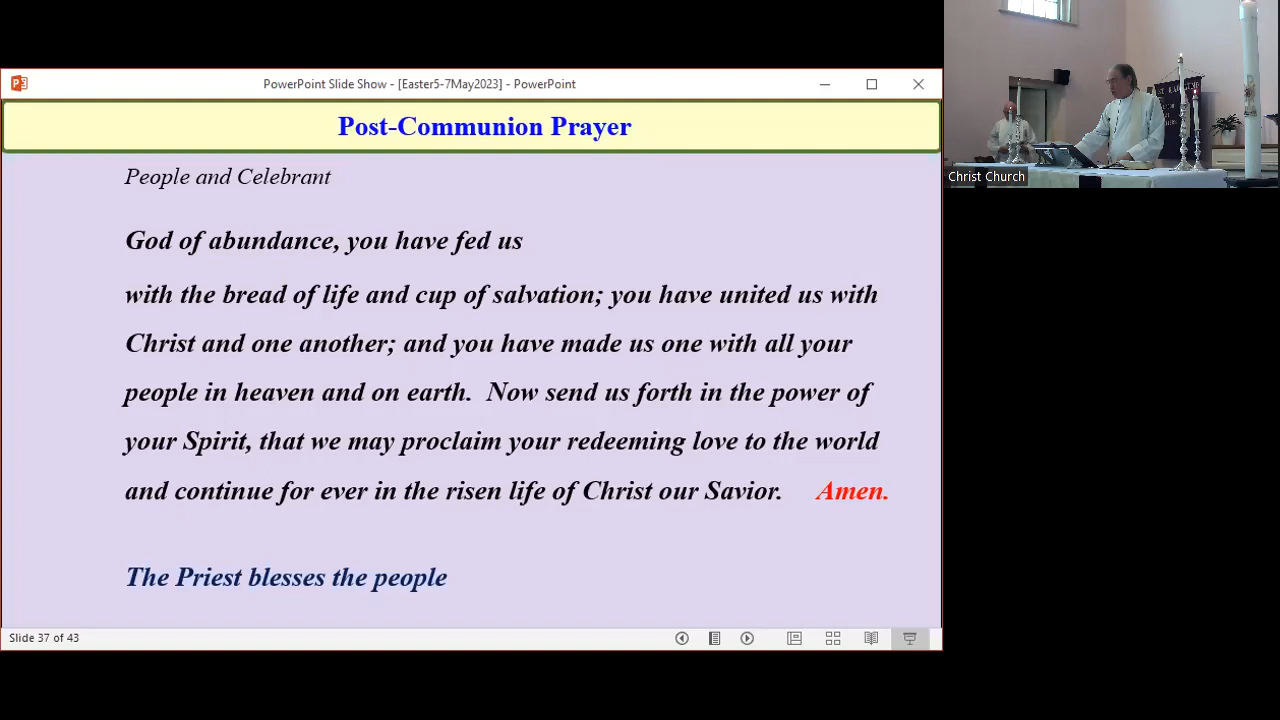 PowerPoint Slide Show - [Easter5-7May2023] - PowerPoint
Post-Communion Prayer
People and Celebrant
God of abundance, you have fed us
with the bread of life and cup of salvation; you have united us with
Christ and one another; and you have made us one with all your
people in heaven and on earth.  Now send us forth in the power of
your Spirit, that we may proclaim your redeeming love to the world
and continue for ever in the risen life of Christ our Savior.     Amen.
The Priest blesses the people
Slide 37 of 43
Christ Church